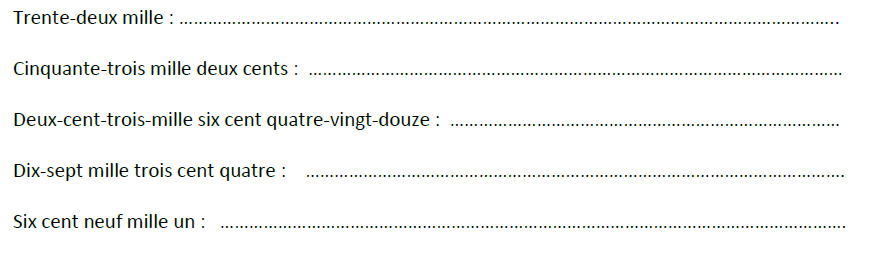 Trente-deux mille : ………………………………………………………………………………………………………………………..
Cinquante-trois mille deux cents : …………………………………………………………………………………………………
Deux-cent-trois-mille six cent quatre-vingt-douze : ………………………………………………………………………
Dix-sept mille trois cent quatre : ………………………………………………………………………………………………….
Six cent neuf mille un : ………………………………………………………………………………………………………………….